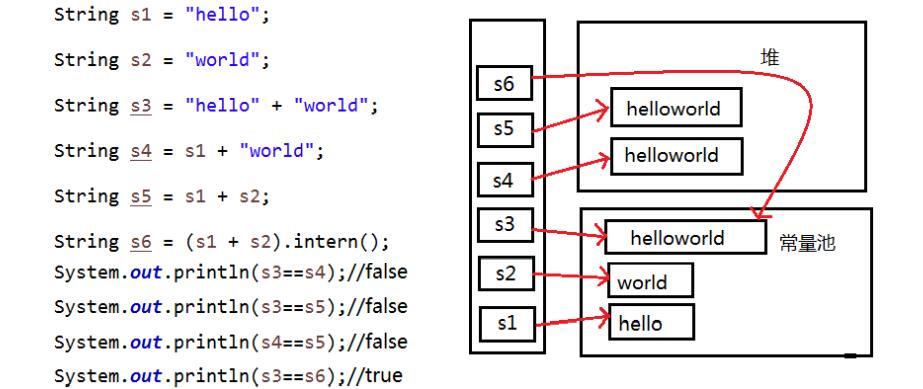 String s1 = "hello";
String s2 = "world";
String s3 = "hello" + "world";
String s4 = s1 + "world";
String s5 = s1 + s2;
String s6 = (s1 + s2).intern();
System.out.println(s3==s4);//false
System.out.println(s3==s5);//false
System.out.println(s4==s5);//false
System.out.println(s3==s6);//true
s6
s5
s4
s3
s2
s1
堆
helloworld
helloworld
helloworld
常量池
world
hello